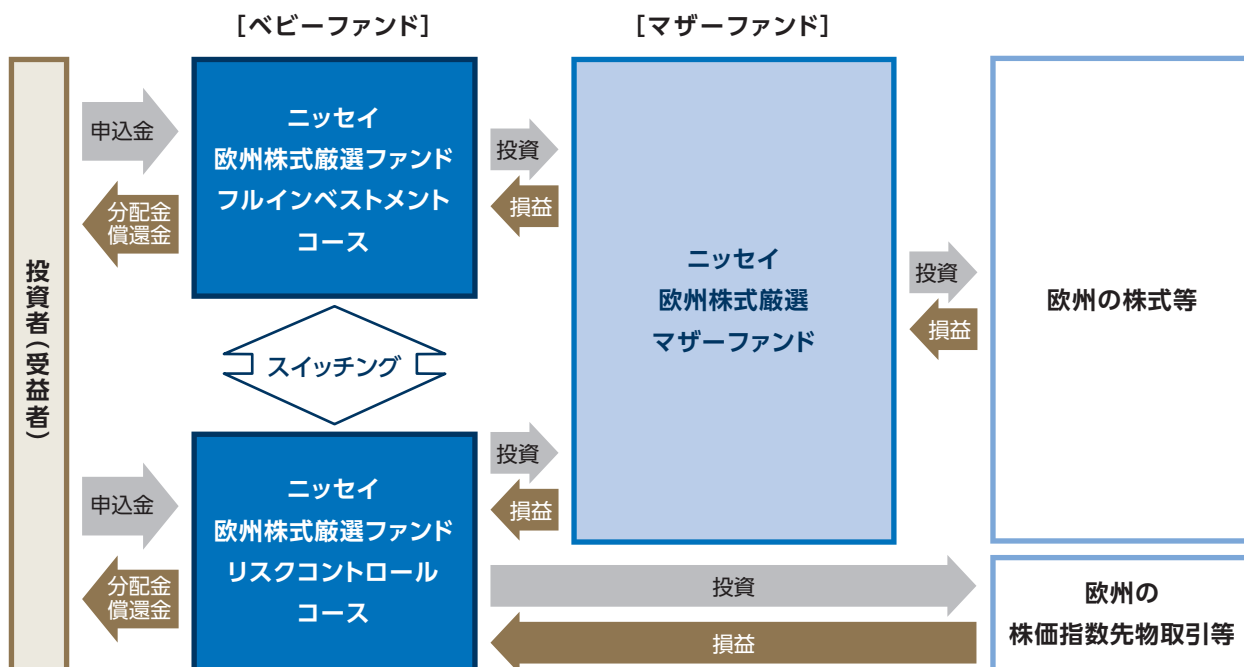 ［ベビーファンド］
［マザーファンド］
投資者（受益者）
申込金
分配金
償還金
ニッセイ
欧州株式厳選ファンド
フルインベストメント
コース
投資
損益
スイッチング
申込金
分配金
償還金
ニッセイ
欧州株式厳選ファンド
リスクコントロール
コース
投資
損益
ニッセイ
欧州株式厳選
マザーファンド
投資
損益
欧州の株式等
投資
損益
欧州の
株価指数先物取引等